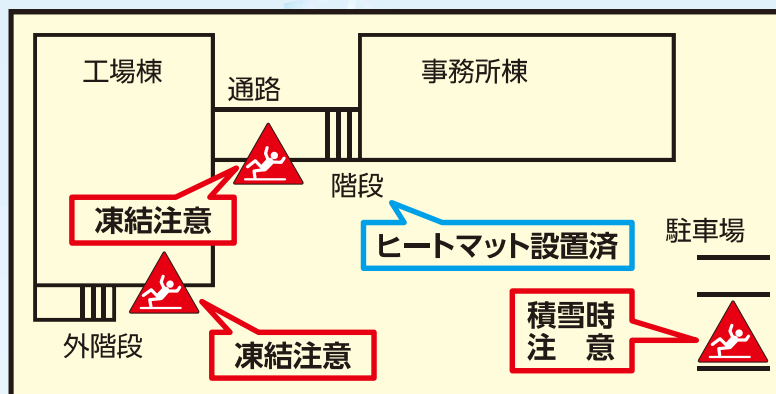 工場棟
通路
事務所棟
階段
凍結注意
ヒートマット設置済
駐車場
外階段
凍結注意
積雪時
注　意